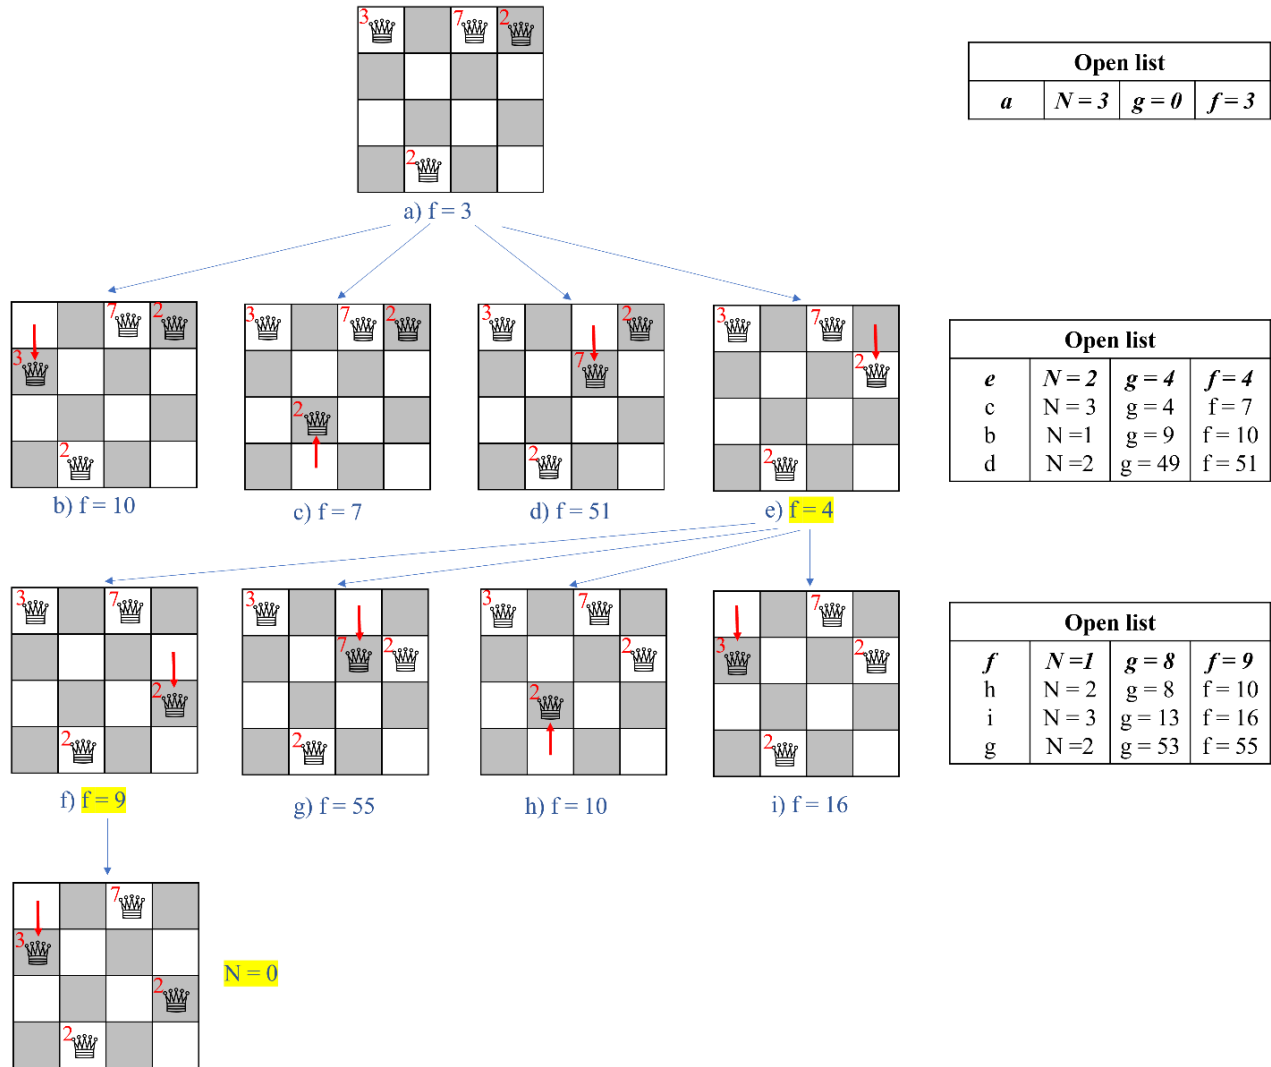 3 7 2
2
a) f = 3
Open list
a N = 3 g = 0 f = 3
7 2
3
2
b) f = 10
3 7 2
2
c) f = 7
3 2
7
2
d) f = 51
3 7
2
2
e) f = 4
Open list
e N = 2 g = 4 f = 4
c N = 3 g = 4 f = 7
b N =1 g = 9 f = 10
d N =2 g = 49 f = 51
3 7
2
2
f) f = 9
3
7 2
2
g) f = 55
3 7
2
2
h) f = 10
7
3 2
2
i) f = 16
Open list
f N =1 g = 8 f = 9
h N = 2 g = 8 f = 10
i N = 3 g = 13 f = 16
g N =2 g = 53 f = 55
7
3
2
2
N = 0